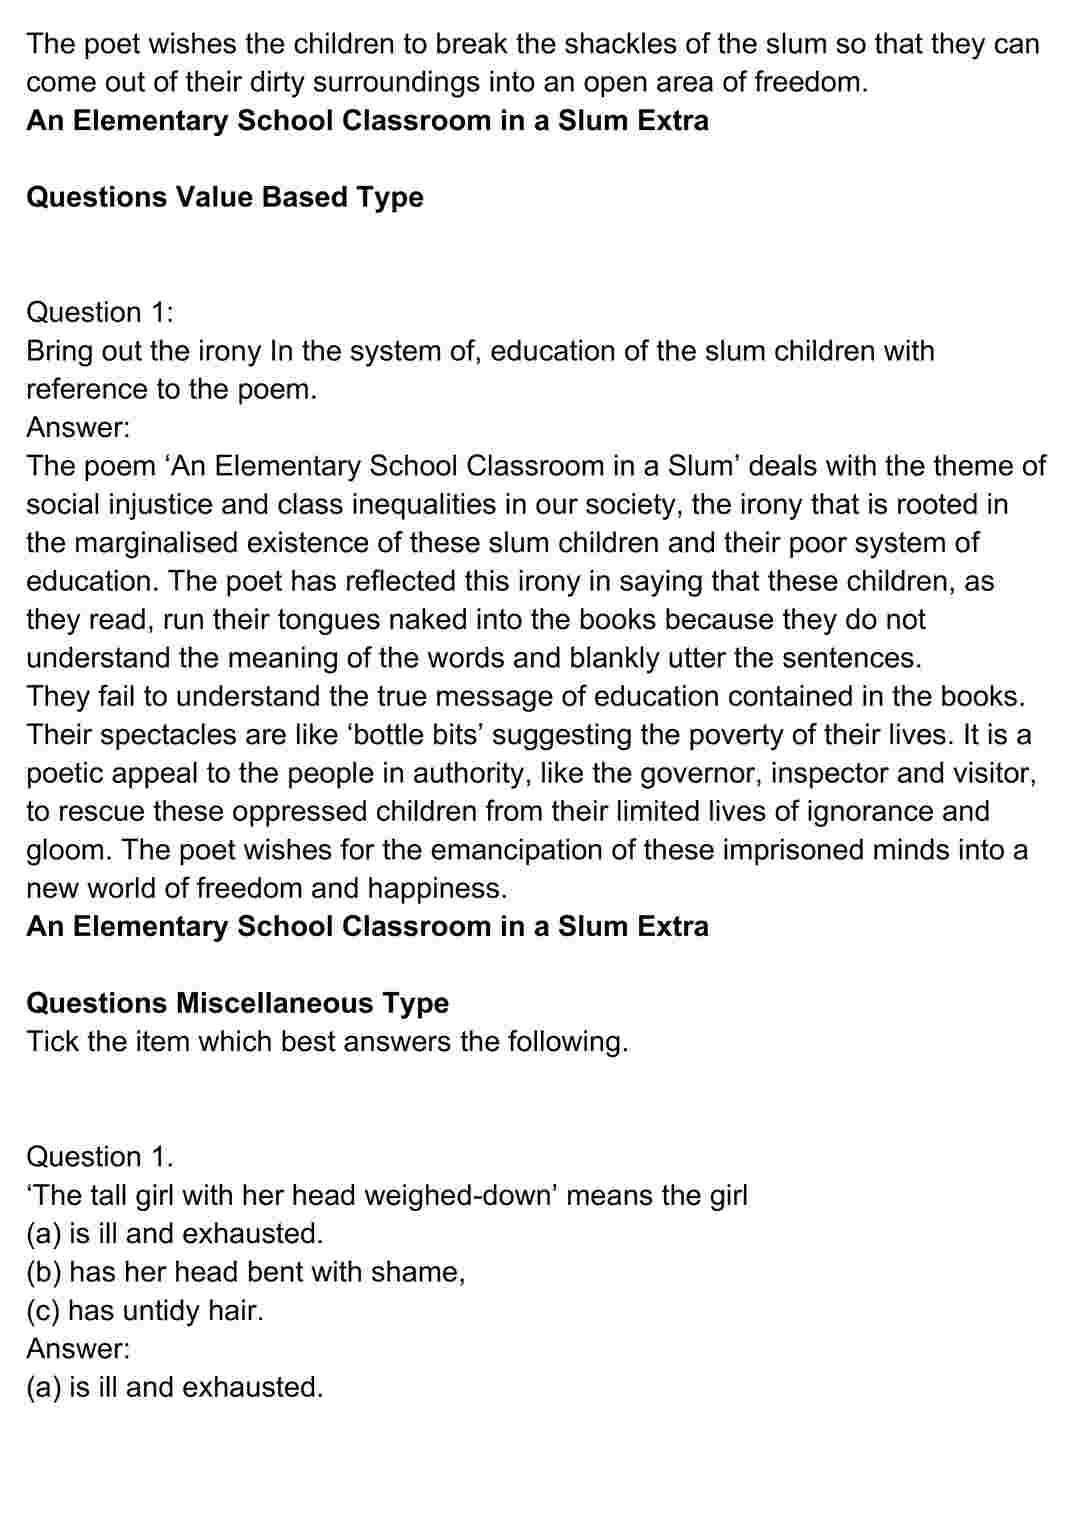 The poet wishes the children to break the shackles of the slum so that they can
come out of their dirty surroundings into an open area of freedom.
An Elementary School Classroom in a Slum Extra
Questions Value Based Type
Question 1:
Bring out the irony In the system of, education of the slum children with
reference to the poem.
Answer:
The poem ‘An Elementary School Classroom in a Slum’ deals with the theme of
social injustice and class inequalities in our society, the irony that is rooted in
the marginalised existence of these slum children and their poor system of
education. The poet has reflected this irony in saying that these children, as
they read, run their tongues naked into the books because they do not
understand the meaning of the words and blankly utter the sentences.
They fail to understand the true message of education contained in the books.
Their spectacles are like ‘bottle bits’ suggesting the poverty of their lives. It is a
poetic appeal to the people in authority, like the governor, inspector and visitor,
to rescue these oppressed children from their limited lives of ignorance and
gloom. The poet wishes for the emancipation of these imprisoned minds into a
new world of freedom and happiness.
An Elementary School Classroom in a Slum Extra
Questions Miscellaneous Type
Tick the item which best answers the following.
Question 1.
‘The tall girl with her head weighed-down’ means the girl
(a) is ill and exhausted.
(b) has her head bent with shame,
(c) has untidy hair.
Answer:
(a) is ill and exhausted.